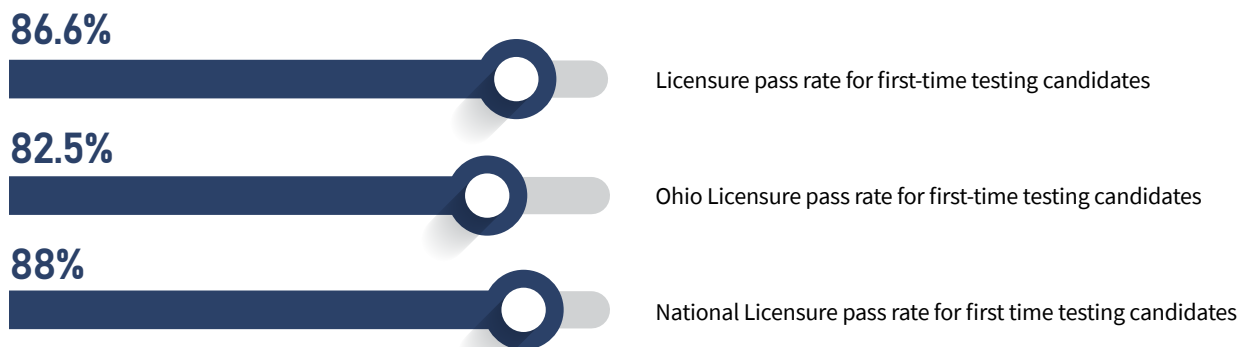 86.6%
Licensure pass rate for first-time testing candidates
82.5%
Ohio Licensure pass rate for first-time testing candidates
88%
National Licensure pass rate for first time testing candidates